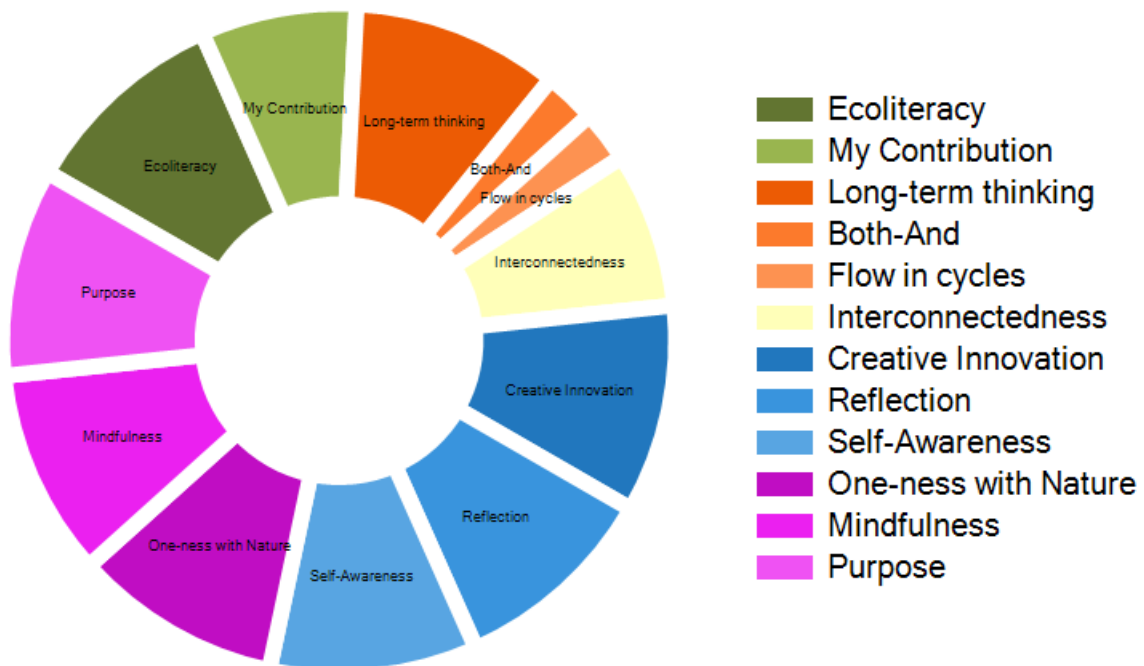 My Contribution
Long-term thinking
Ecoliteracy
Both-And
Flow in cycles
Interconnectedness
Purpose
Creative Innovation
Mindfulness
Reflection
One-ness with Nature
Self-Awareness
Ecoliteracy
My Contribution
Long-term thinking
Both-And
Flow in cycles
Interconnectedness
Creative Innovation
Reflection
Self-Awareness
One-ness with Nature
Mindfulness
Purpose